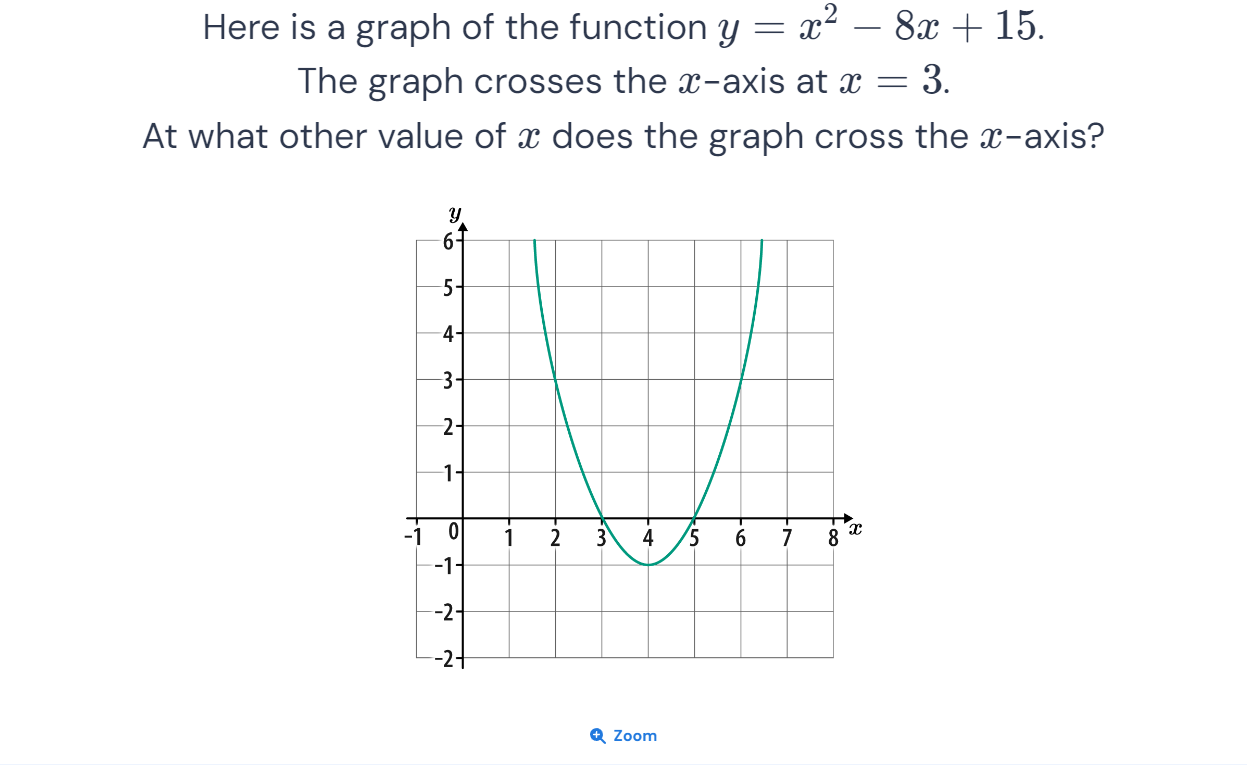 Here is a graph of the function y = x² − 8x + 15.
The graph crosses the x-axis at x = 3.
At what other value of x does the graph cross the x-axis?
y
6
5
4
3
2
1
-1 0 1 2 3 4 5 6 7 8 x
-1
-2
-2
Zoom